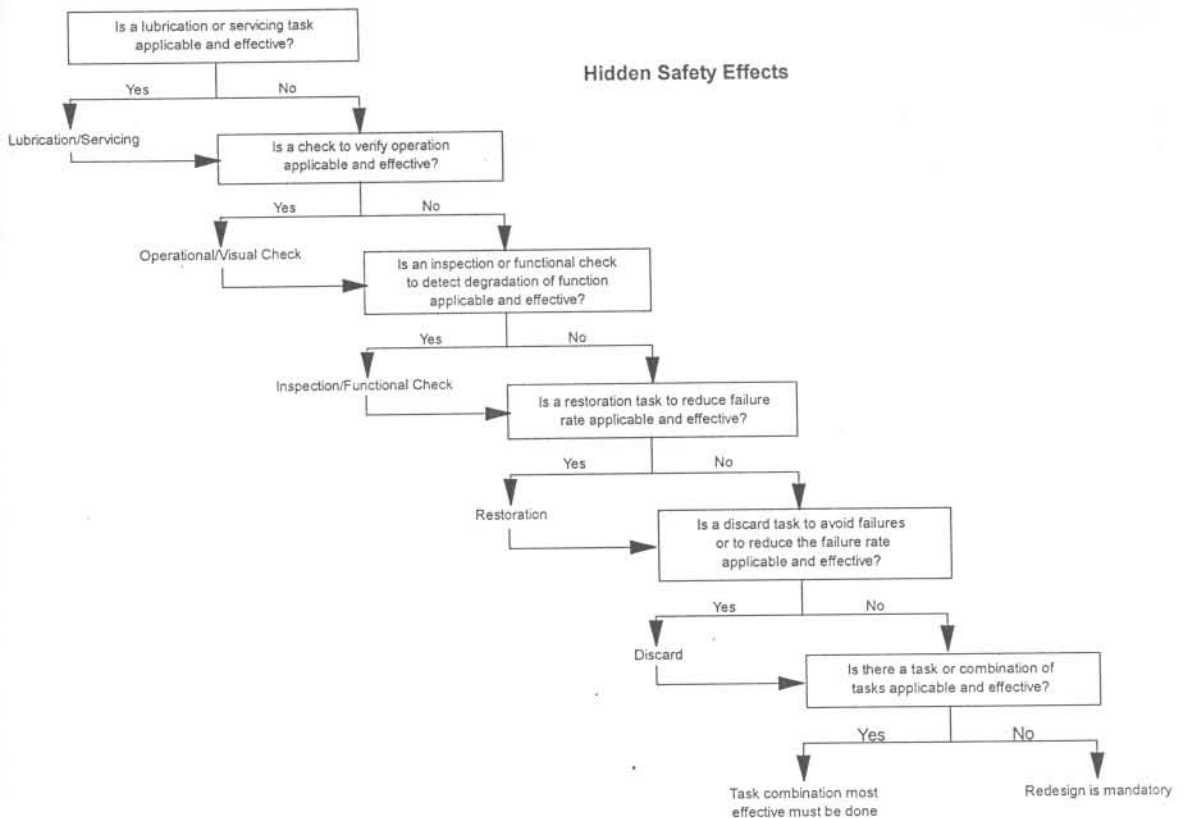 Is a lubrication or servicing task
applicable and effective?
Hidden Safety Effects
Yes
No
Lubrication/Servicing
Is a check to verify operation
applicable and effective?
Yes
No
Operational/Visual Check
Is an inspection or functional check
to detect degradation of function
applicable and effective?
Yes
No
Inspection/Functional Check
Is a restoration task to reduce failure
rate applicable and effective?
Yes
No
Restoration
Is a discard task to avoid failures
or to reduce the failure rate
applicable and effective?
Yes
No
Discard
Is there a task or combination of
tasks applicable and effective?
Yes
No
Task combination most
effective must be done
Redesign is mandatory